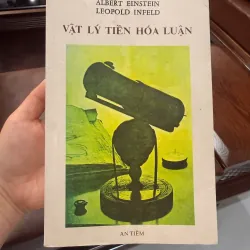 ALBERT EINSTEIN
LEOPOLD INFELD
VẬT LÝ TIẾN HÓA LUẬN
AN TIÊM